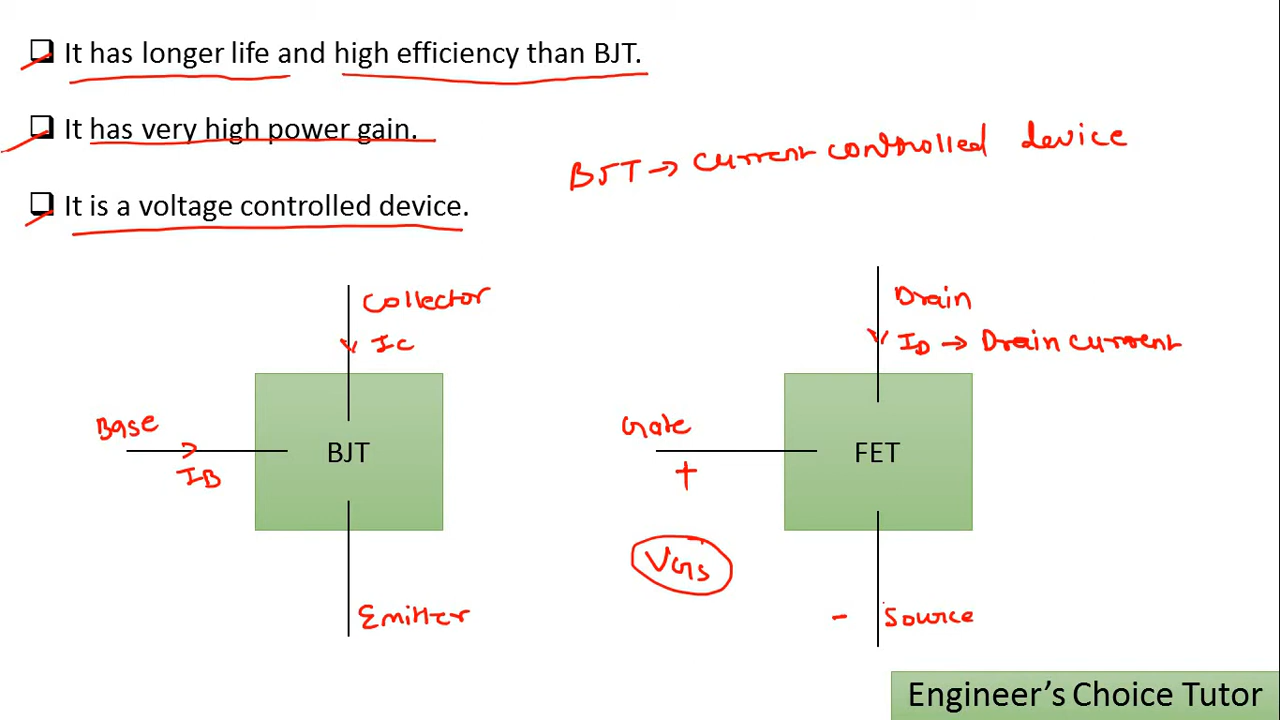 It has longer life and high efficiency than BJT.
It has very high power gain.
BJT → current controlled device
It is a voltage controlled device.
Collector
Drain
IC
ID → Drain current
Base
Gate
BJT
FET
IB
+
VGS
Emitter
- Source
Engineer's Choice Tutor